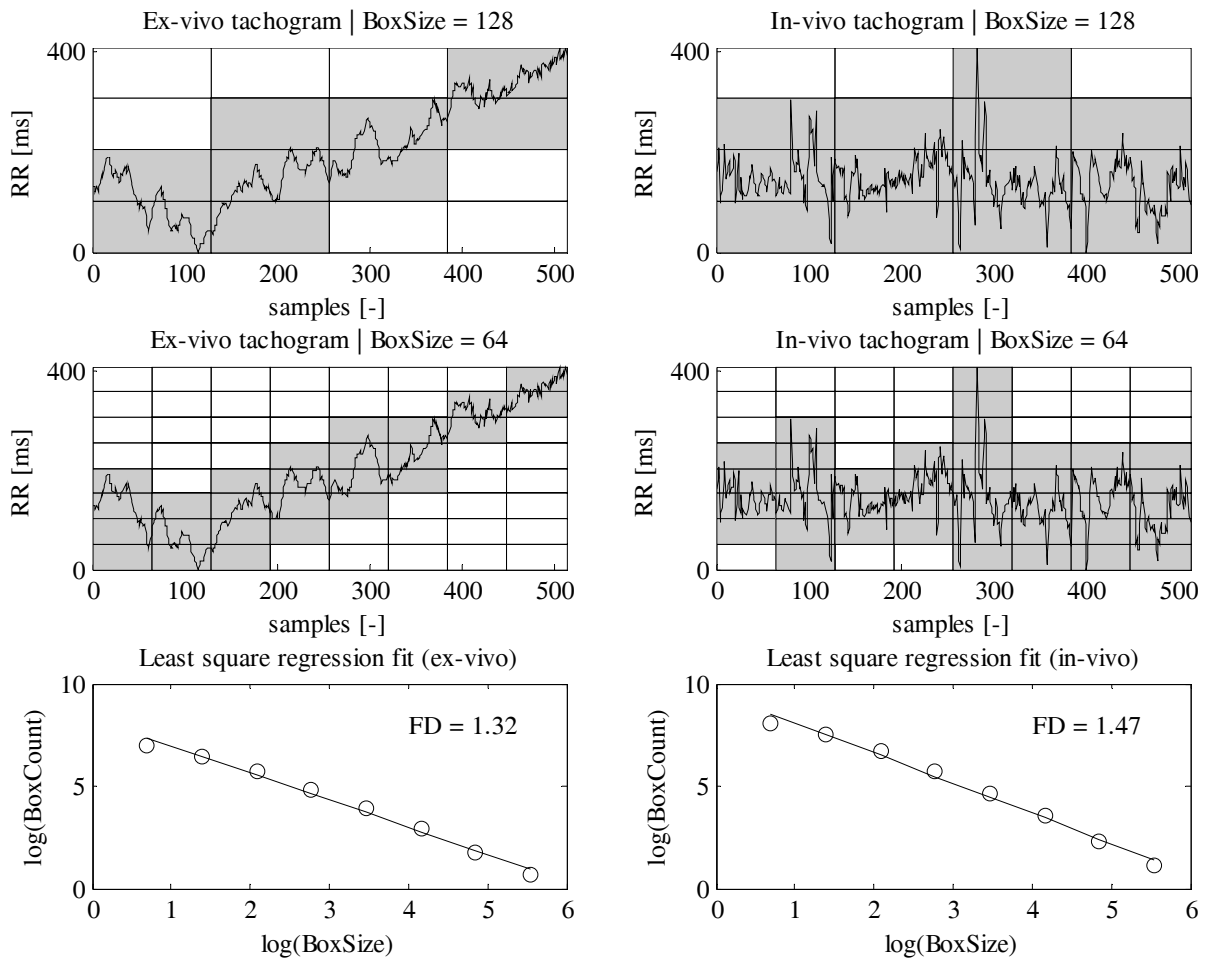 Ex-vivo tachogram | BoxSize = 128
400
0
RR [ms]
0 100 200 300 400 500
samples [-]
In-vivo tachogram | BoxSize = 128
400
0
RR [ms]
0 100 200 300 400 500
samples [-]
Ex-vivo tachogram | BoxSize = 64
400
0
RR [ms]
0 100 200 300 400 500
samples [-]
In-vivo tachogram | BoxSize = 64
400
0
RR [ms]
0 100 200 300 400 500
samples [-]
Least square regression fit (ex-vivo)
10
5
0
log(BoxCount)
FD = 1.32
0 1 2 3 4 5 6
log(BoxSize)
Least square regression fit (in-vivo)
10
5
0
log(BoxCount)
FD = 1.47
0 1 2 3 4 5 6
log(BoxSize)